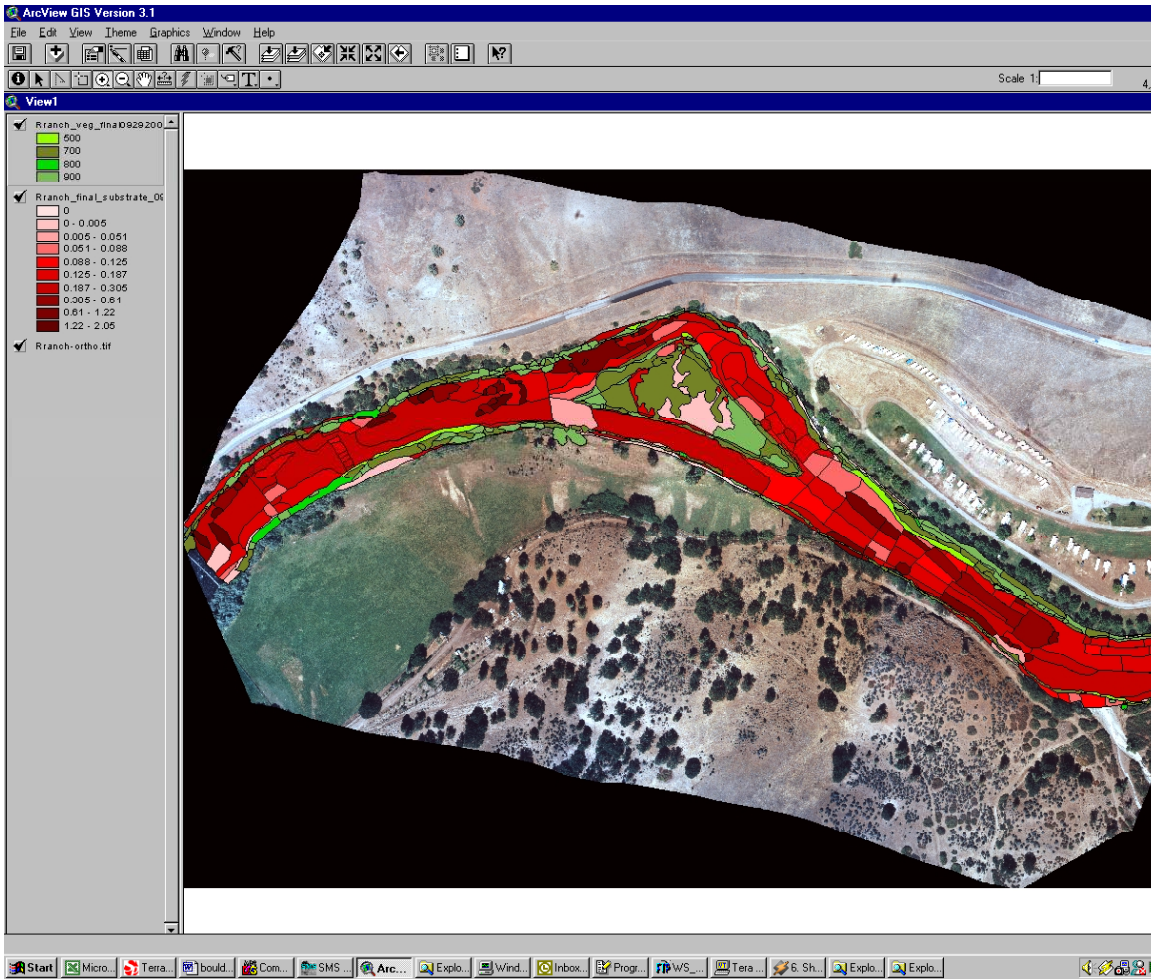 ArcView GIS Version 3.1
File Edit View Theme Graphics Window Help
Scale 1:
4,
View1
Rranch_veg_final0929200
500
700
800
900
Rranch_final_substrate_09
0
0 - 0.005
0.005 - 0.051
0.051 - 0.088
0.088 - 0.125
0.125 - 0.187
0.187 - 0.305
0.305 - 0.61
0.61 - 1.22
1.22 - 2.05
Rranch-ortho.tif
Start Micro... Terra... bould... Com... SMS ... Arc... Explo... Wind... Inbox... Progr... WS_... Tera ... 6. Sh... Explo... Explo...